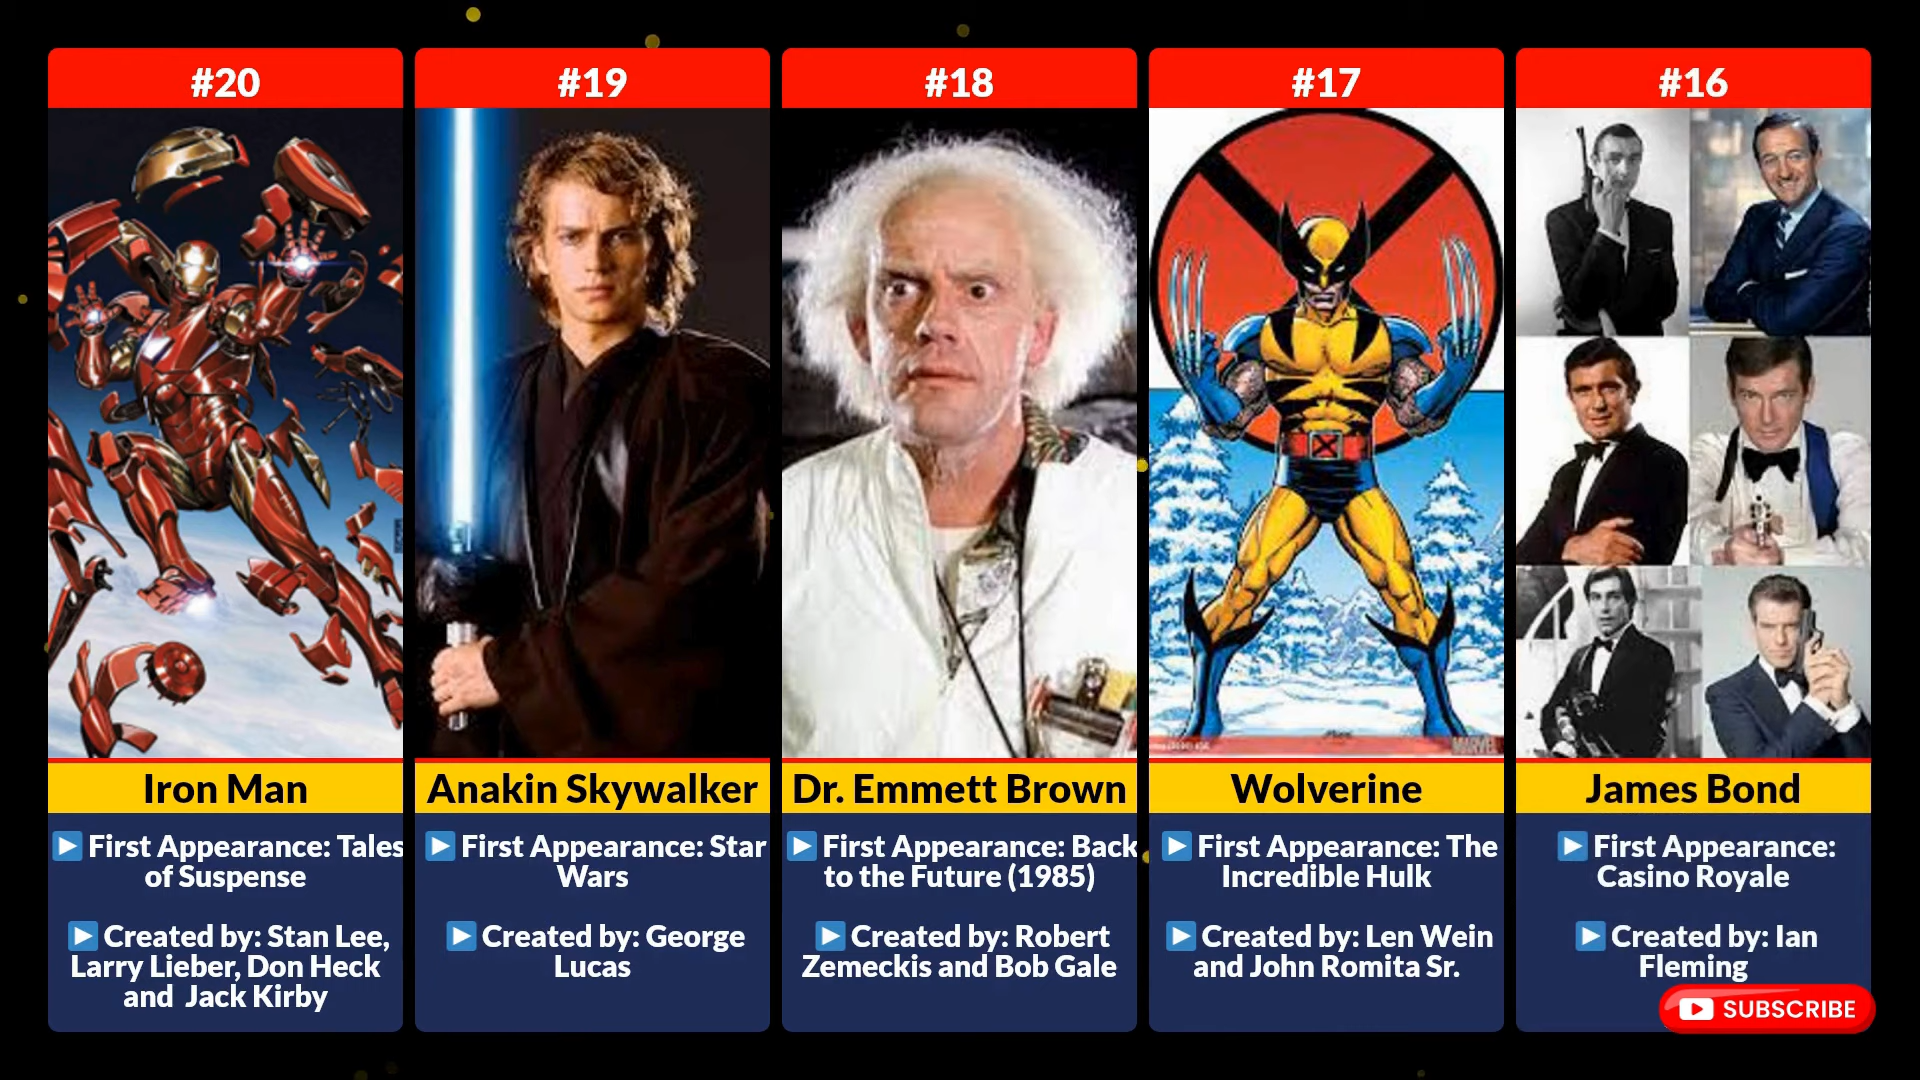 #20
Iron Man
▶ First Appearance: Tales
of Suspense
▶ Created by: Stan Lee,
Larry Lieber, Don Heck
and Jack Kirby
#19
Anakin Skywalker
▶ First Appearance: Star
Wars
▶ Created by: George
Lucas
#18
Dr. Emmett Brown
▶ First Appearance: Back
to the Future (1985)
▶ Created by: Robert
Zemeckis and Bob Gale
#17
MARVEL
Wolverine
▶ First Appearance: The
Incredible Hulk
▶ Created by: Len Wein
and John Romita Sr.
#16
James Bond
▶ First Appearance:
Casino Royale
▶ Created by: Ian
Fleming
SUBSCRIBE